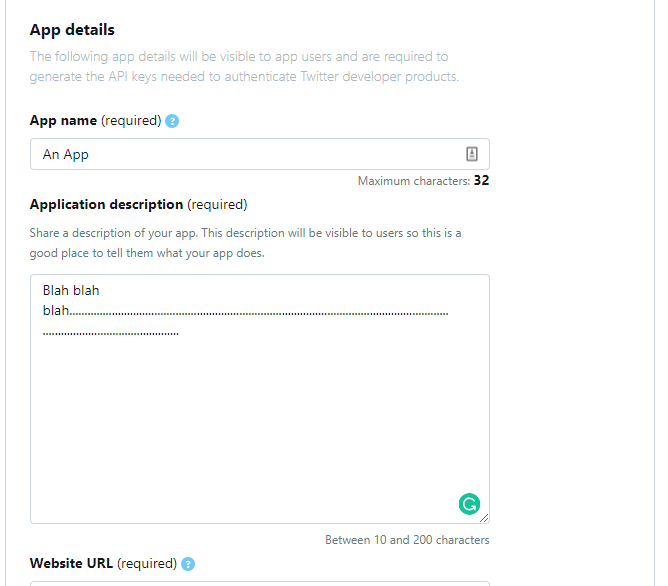 App details
The following app details will be visible to app users and are required to
generate the API keys needed to authenticate Twitter developer products.
App name (required) ?
An App
Maximum characters: 32
Application description (required)
Share a description of your app. This description will be visible to users so this is a
good place to tell them what your app does.
Blah blah
blah..............................................................................................................................
.............................................
Between 10 and 200 characters
Website URL (required) ?